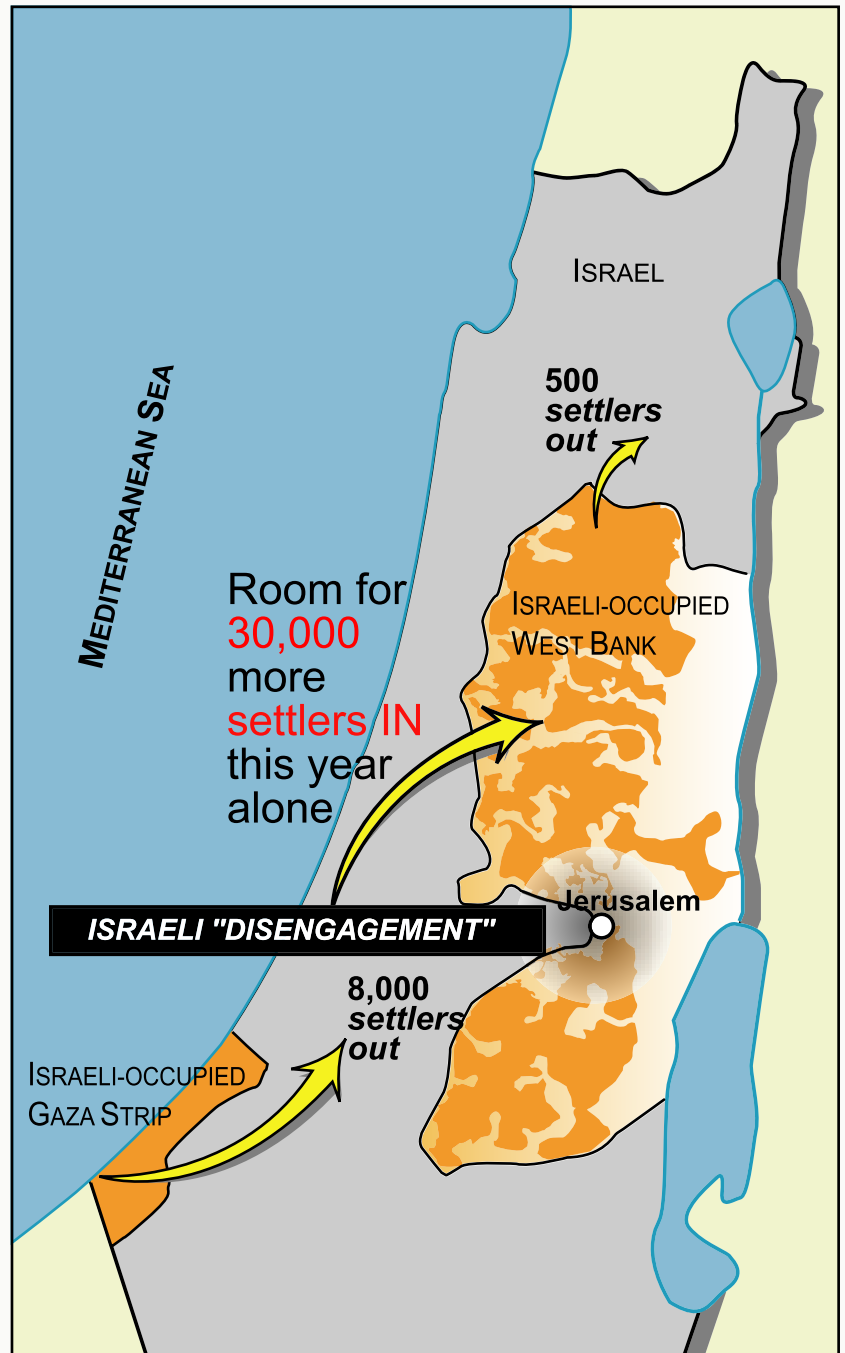 ISRAEL
500
settlers
out
MEDITERRANEAN SEA
Room for
30,000
more
settlers IN
this year
alone
ISRAELI-OCCUPIED
WEST BANK
Jerusalem
ISRAELI "DISENGAGEMENT"
8,000
settlers
out
ISRAELI-OCCUPIED
GAZA STRIP